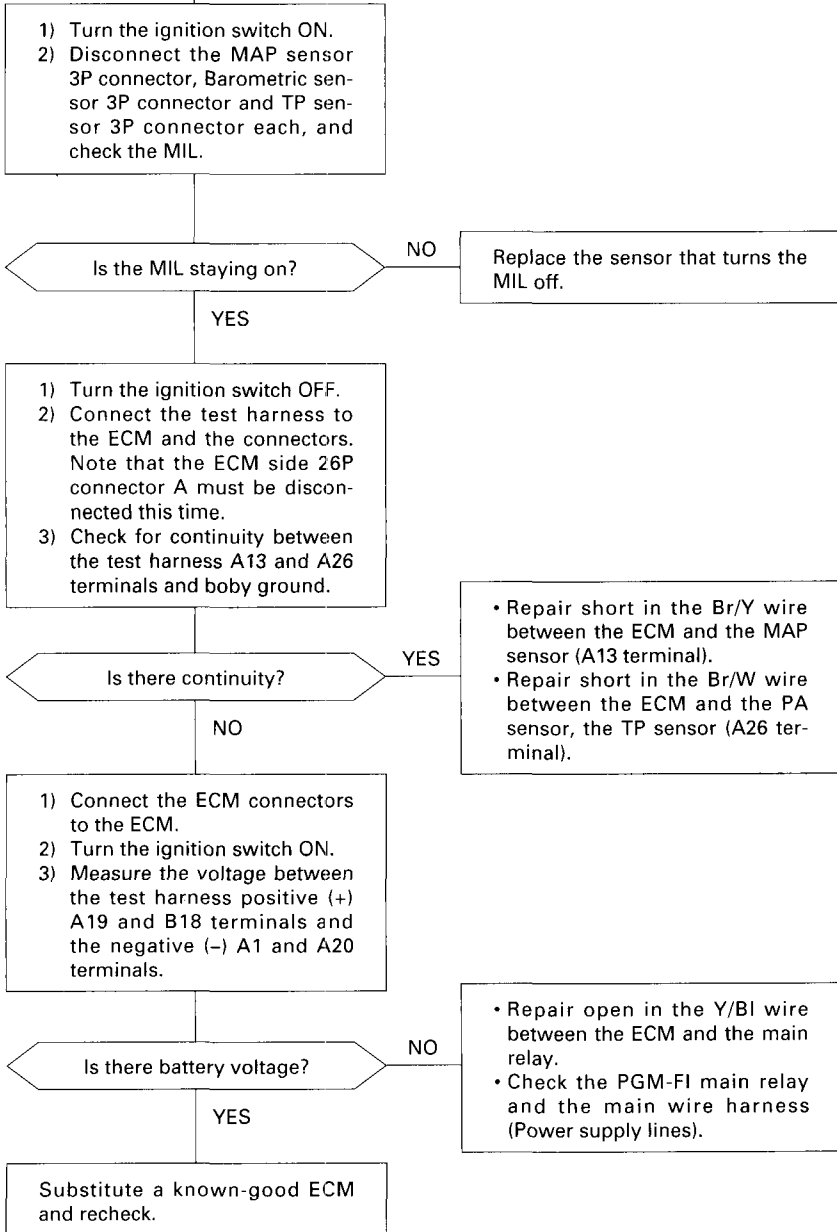 1) Turn the ignition switch ON.
2) Disconnect the MAP sensor
3P connector, Barometric sen-
sor 3P connector and TP sen-
sor 3P connector each, and
check the MIL.
Is the MIL staying on?
NO
Replace the sensor that turns the
MIL off.
YES
1) Turn the ignition switch OFF.
2) Connect the test harness to
the ECM and the connectors.
Note that the ECM side 26P
connector A must be discon-
nected this time.
3) Check for continuity between
the test harness A13 and A26
terminals and boby ground.
Is there continuity?
YES
• Repair short in the Br/Y wire
between the ECM and the MAP
sensor (A13 terminal).
• Repair short in the Br/W wire
between the ECM and the PA
sensor, the TP sensor (A26 ter-
minal).
NO
1) Connect the ECM connectors
to the ECM.
2) Turn the ignition switch ON.
3) Measure the voltage between
the test harness positive (+)
A19 and B18 terminals and
the negative (–) A1 and A20
terminals.
Is there battery voltage?
NO
• Repair open in the Y/Bl wire
between the ECM and the main
relay.
• Check the PGM-FI main relay
and the main wire harness
(Power supply lines).
YES
Substitute a known-good ECM
and recheck.